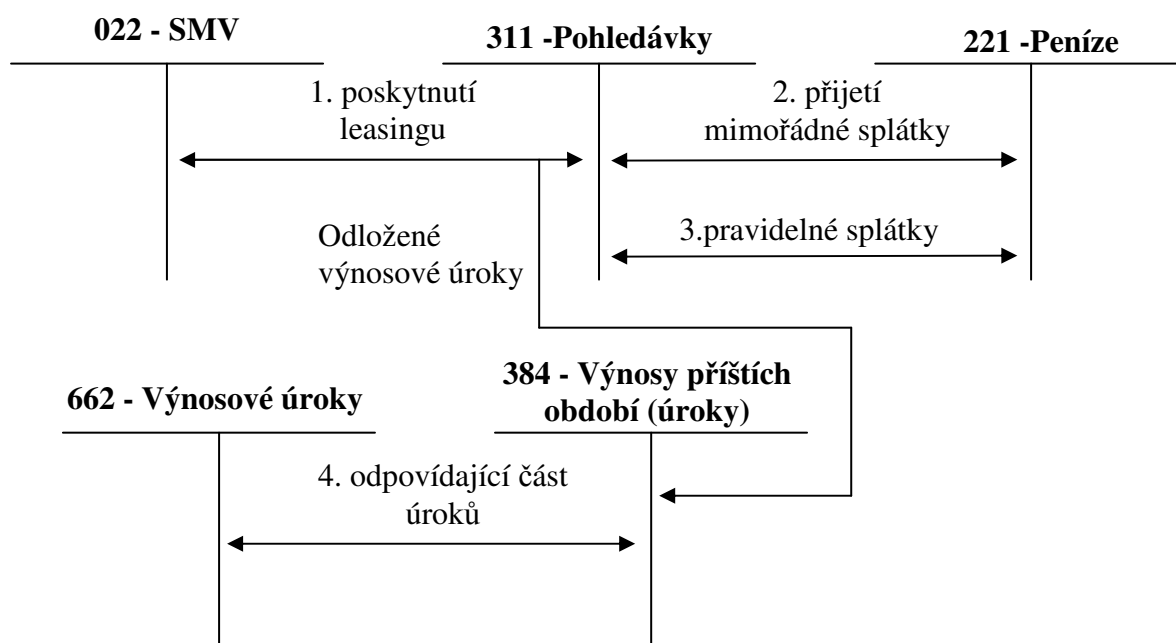 022 - SMV
311 -Pohledávky
221 -Peníze
1. poskytnutí
leasingu
2. přijetí
mimořádné splátky
Odložené
výnosové úroky
3.pravidelné splátky
662 - Výnosové úroky
384 - Výnosy příštích
období (úroky)
4. odpovídající část
úroků